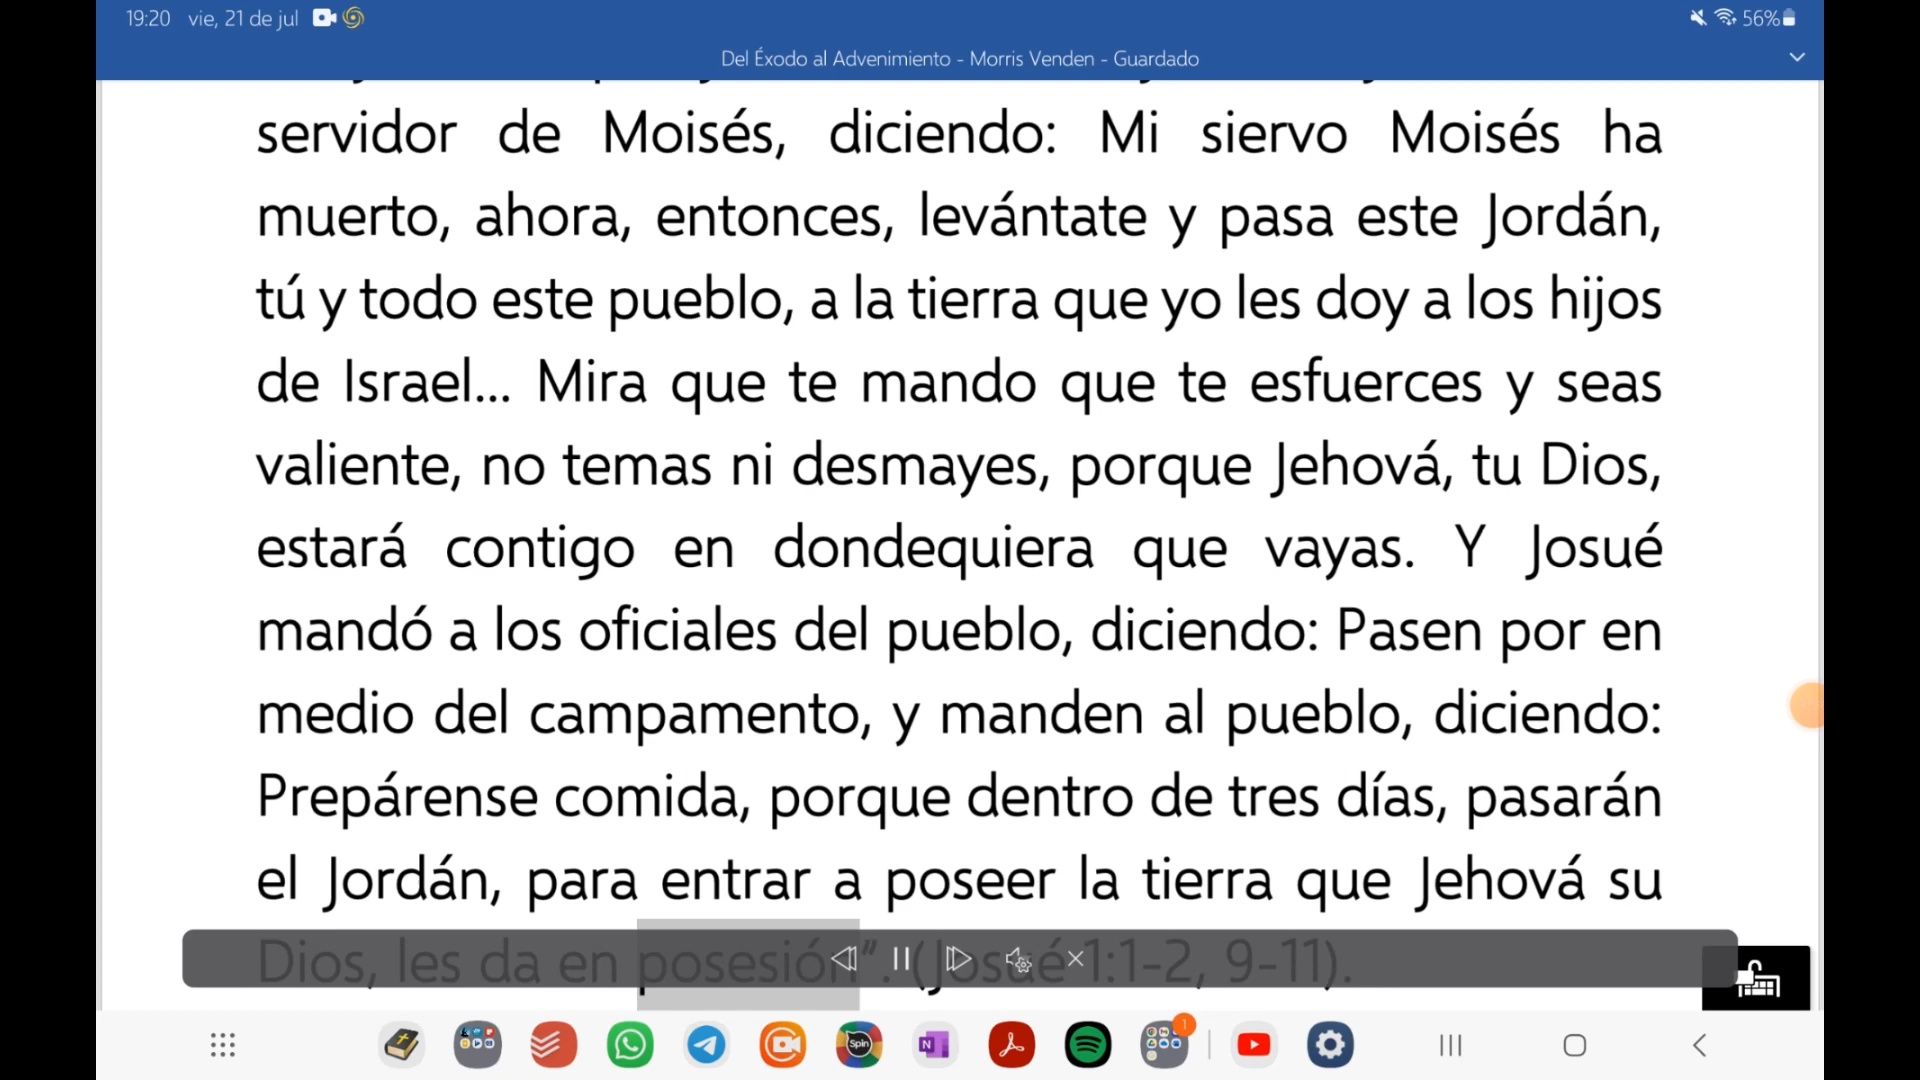 19:20 vie, 21 de jul 56%
Del Éxodo al Advenimiento - Morris Venden - Guardado
servidor de Moisés, diciendo: Mi siervo Moisés ha
muerto, ahora, entonces, levántate y pasa este Jordán,
tú y todo este pueblo, a la tierra que yo les doy a los hijos
de Israel... Mira que te mando que te esfuerces y seas
valiente, no temas ni desmayes, porque Jehová, tu Dios,
estará contigo en dondequiera que vayas. Y Josué
mandó a los oficiales del pueblo, diciendo: Pasen por en
medio del campamento, y manden al pueblo, diciendo:
Prepárense comida, porque dentro de tres días, pasarán
el Jordán, para entrar a poseer la tierra que Jehová su
Dios, les da en posesión”. (Josué 1:1-2, 9-11).
Spin
N
1